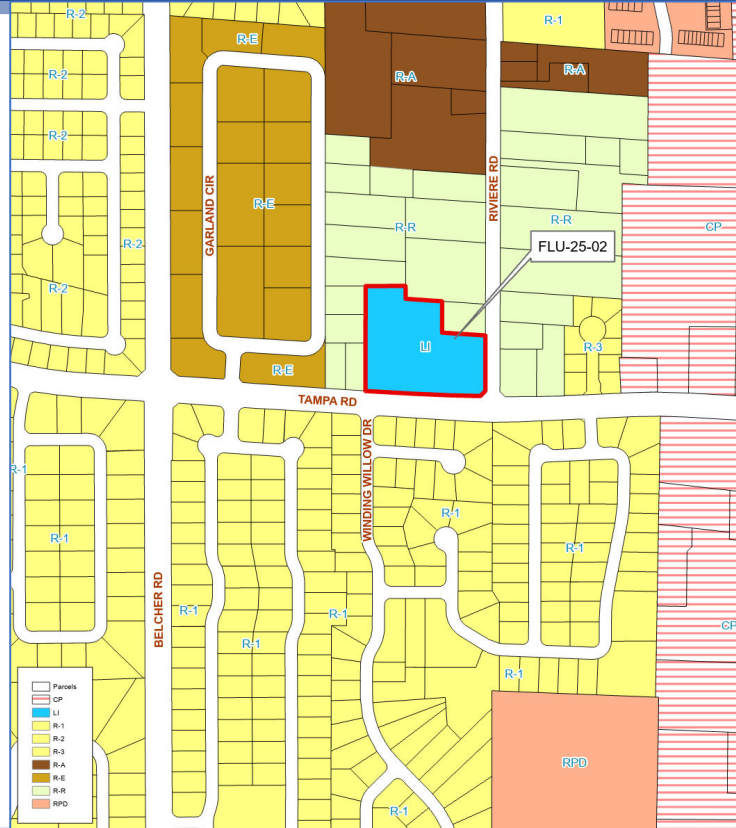 R-2
R-E
R-1
R-2
R-A
R-A
R-2
GARLAND CIR
RIVIERE RD
R-E
R-R
R-R
CP
R-2
FLU-25-02
R-2
LI
R-3
R-E
TAMPA RD
WINDING WILLOW DR
R-1
R-1
R-1
R-1
BELCHER RD
R-1
R-1
R-1
CP
R-1
RPD
R-1
Parcels
CP
LI
R-1
R-2
R-3
R-A
R-E
R-R
RPD